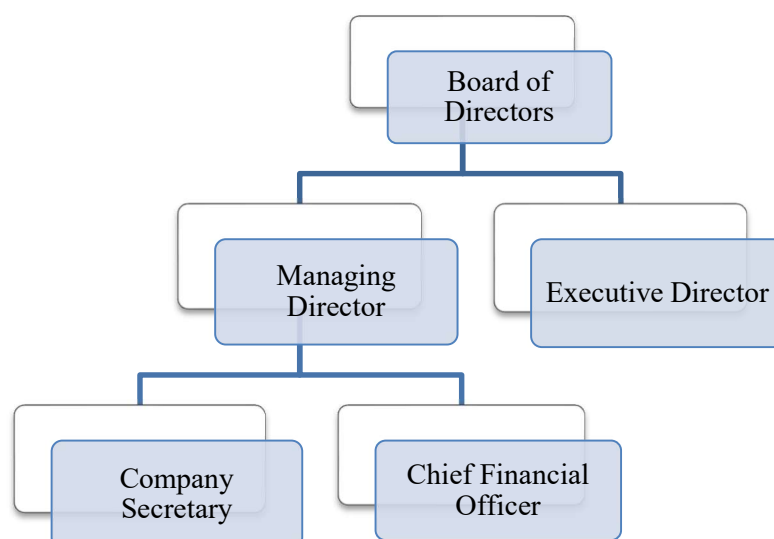 Board of
Directors
Managing
Director
Executive Director
Company
Secretary
Chief Financial
Officer